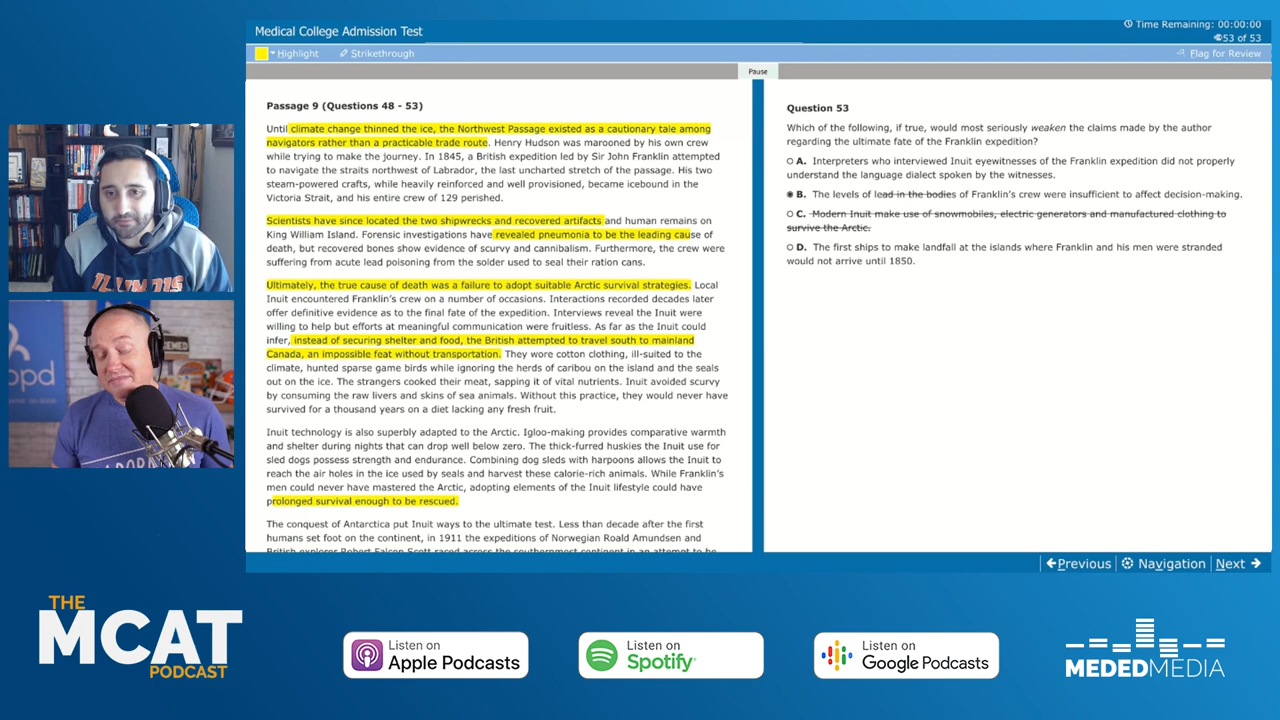 Medical College Admission Test
Time Remaining: 00:00:00
53 of 53
Highlight
Strikethrough
Flag for Review
Pause
Passage 9 (Questions 48 - 53)
Until climate change thinned the ice, the Northwest Passage existed as a cautionary tale among
navigators rather than a practicable trade route. Henry Hudson was marooned by his own crew
while trying to make the journey. In 1845, a British expedition led by Sir John Franklin attempted
to navigate the straits northwest of Labrador, the last uncharted stretch of the passage. His two
steam-powered crafts, while heavily reinforced and well provisioned, became icebound in the
Victoria Strait, and his entire crew of 129 perished.
Scientists have since located the two shipwrecks and recovered artifacts and human remains on
King William Island. Forensic investigations have revealed pneumonia to be the leading cause of
death, but recovered bones show evidence of scurvy and cannibalism. Furthermore, the crew were
suffering from acute lead poisoning from the solder used to seal their ration cans.
Ultimately, the true cause of death was a failure to adopt suitable Arctic survival strategies. Local
Inuit encountered Franklin's crew on a number of occasions. Interactions recorded decades later
offer definitive evidence as to the final fate of the expedition. Interviews reveal the Inuit were
willing to help but efforts at meaningful communication were fruitless. As far as the Inuit could
infer, instead of securing shelter and food, the British attempted to travel south to mainland
Canada, an impossible feat without transportation. They wore cotton clothing, ill-suited to the
climate, hunted sparse game birds while ignoring the herds of caribou on the island and the seals
out on the ice. The strangers cooked their meat, sapping it of vital nutrients. Inuit avoided scurvy
by consuming the raw livers and skins of sea animals. Without this practice, they would never have
survived for a thousand years on a diet lacking any fresh fruit.
Inuit technology is also superbly adapted to the Arctic. Igloo-making provides comparative warmth
and shelter during nights that can drop well below zero. The thick-furred huskies the Inuit use for
sled dogs possess strength and endurance. Combining dog sleds with harpoons allows the Inuit to
reach the air holes in the ice used by seals and harvest these calorie-rich animals. While Franklin's
men could never have mastered the Arctic, adopting elements of the Inuit lifestyle could have
prolonged survival enough to be rescued.
The conquest of Antarctica put Inuit ways to the ultimate test. Less than decade after the first
humans set foot on the continent, in 1911 the expeditions of Norwegian Roald Amundsen and
British explorer Robert Falcon Scott raced across the southernmost continent in an attempt to be
Question 53
Which of the following, if true, would most seriously weaken the claims made by the author
regarding the ultimate fate of the Franklin expedition?
A. Interpreters who interviewed Inuit eyewitnesses of the Franklin expedition did not properly
understand the language dialect spoken by the witnesses.
B. The levels of lead in the bodies of Franklin's crew were insufficient to affect decision-making.
C. Modern Inuit make use of snowmobiles, electric generators and manufactured clothing to
survive the Arctic.
D. The first ships to make landfall at the islands where Franklin and his men were stranded
would not arrive until 1850.
Previous
Navigation
Next
ILLINOIS
THE
MCAT
PODCAST
Listen on
Apple Podcasts
Listen on
Spotify
Listen on
Google Podcasts
MEDEDMEDIA